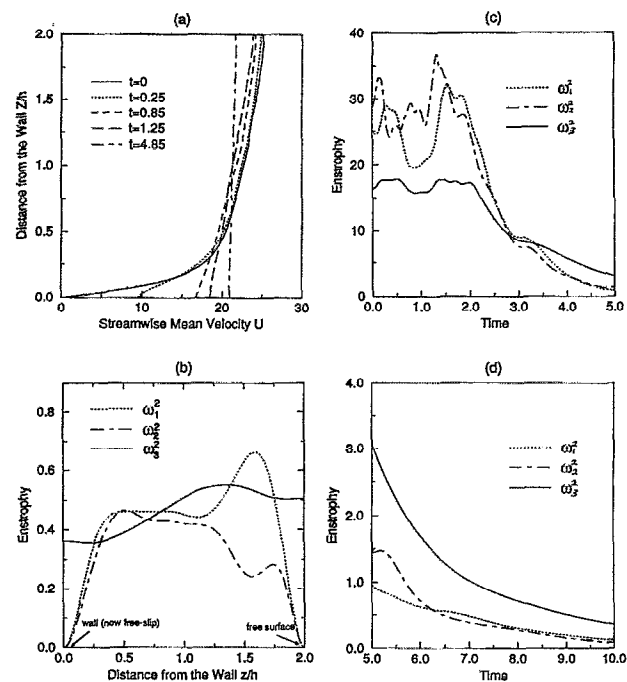 (a)
2.0
1.5
1.0
0.5
0.0
Distance from the Wall Z/h
t=0
t=0.25
t=0.85
t=1.25
t=4.85
0 10 20 30
Streamwise Mean Velocity U
(c)
40
30
20
10
0
Enstrophy
ω₁²
ω₂²
ω₃²
0.0 1.0 2.0 3.0 4.0 5.0
Time
(b)
0.8
0.6
0.4
0.2
0.0
Enstrophy
ω₁²
ω₂²
ω₃²
wall (now free-slip)
free surface
0.0 0.5 1.0 1.5 2.0
Distance from the Wall z/h
(d)
4.0
3.0
2.0
1.0
0.0
Enstrophy
ω₁²
ω₂²
ω₃²
5.0 6.0 7.0 8.0 9.0 10.0
Time